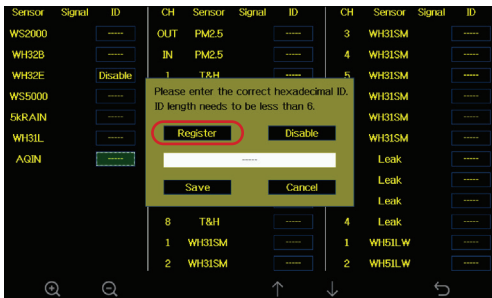 Sensor Signal ID CH Sensor Signal ID CH Sensor Signal ID
WS2000 ----- OUT PM2.5 ----- 3 WH31SM -----
WH32B ----- IN PM2.5 ----- 4 WH31SM -----
WH32E Disable 1 T&H ----- 5 WH31SM -----
WS5000 ----- WH31SM -----
5kRAIN ----- WH31SM -----
WH31L ----- WH31SM -----
AQIN ----- Leak -----
Leak -----
Leak -----
8 T&H ----- 4 Leak -----
1 WH31SM ----- 1 WH51LW -----
2 WH31SM ----- 2 WH51LW -----
Please enter the correct hexadecimal ID.
ID length needs to be less than 6.
Register Disable
-----
Save Cancel